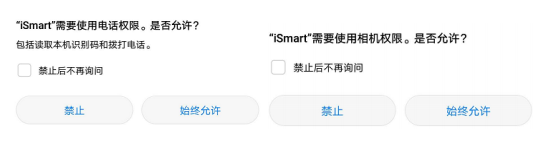 “iSmart”需要使用电话权限。是否允许?
包括读取本机识别码和拨打电话。
禁止后不再询问
禁止
始终允许
“iSmart”需要使用相机权限。是否允许?
禁止后不再询问
禁止
始终允许